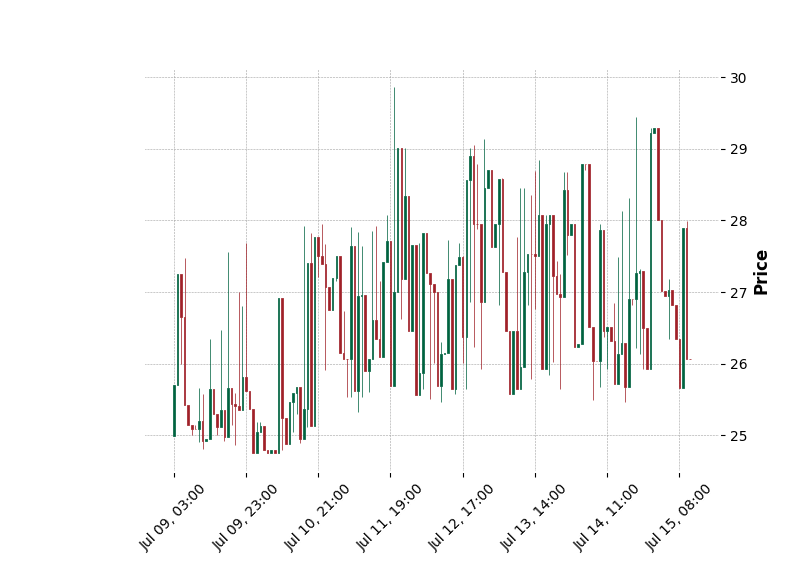 30
29
28
27
26
25
Price
Jul 09, 03:00
Jul 09, 23:00
Jul 10, 21:00
Jul 11, 19:00
Jul 12, 17:00
Jul 13, 14:00
Jul 14, 11:00
Jul 15, 08:00